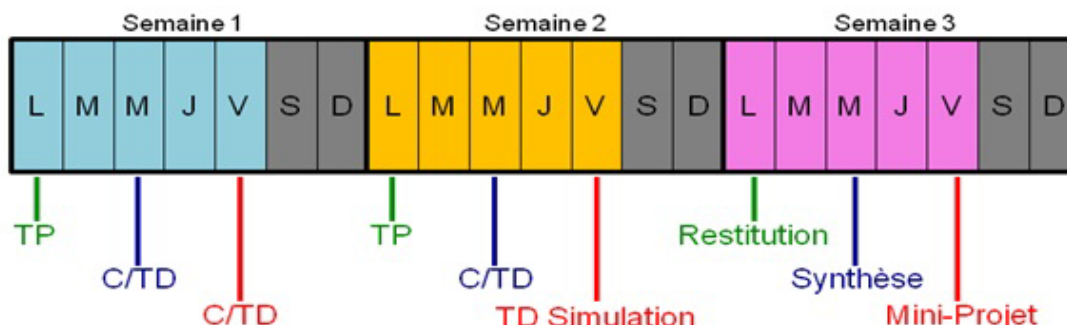 Semaine 1 Semaine 2 Semaine 3
L M M J V S D L M M J V S D L M M J V S D
TP TP Restitution
C/TD C/TD Synthèse
C/TD TD Simulation Mini-Projet